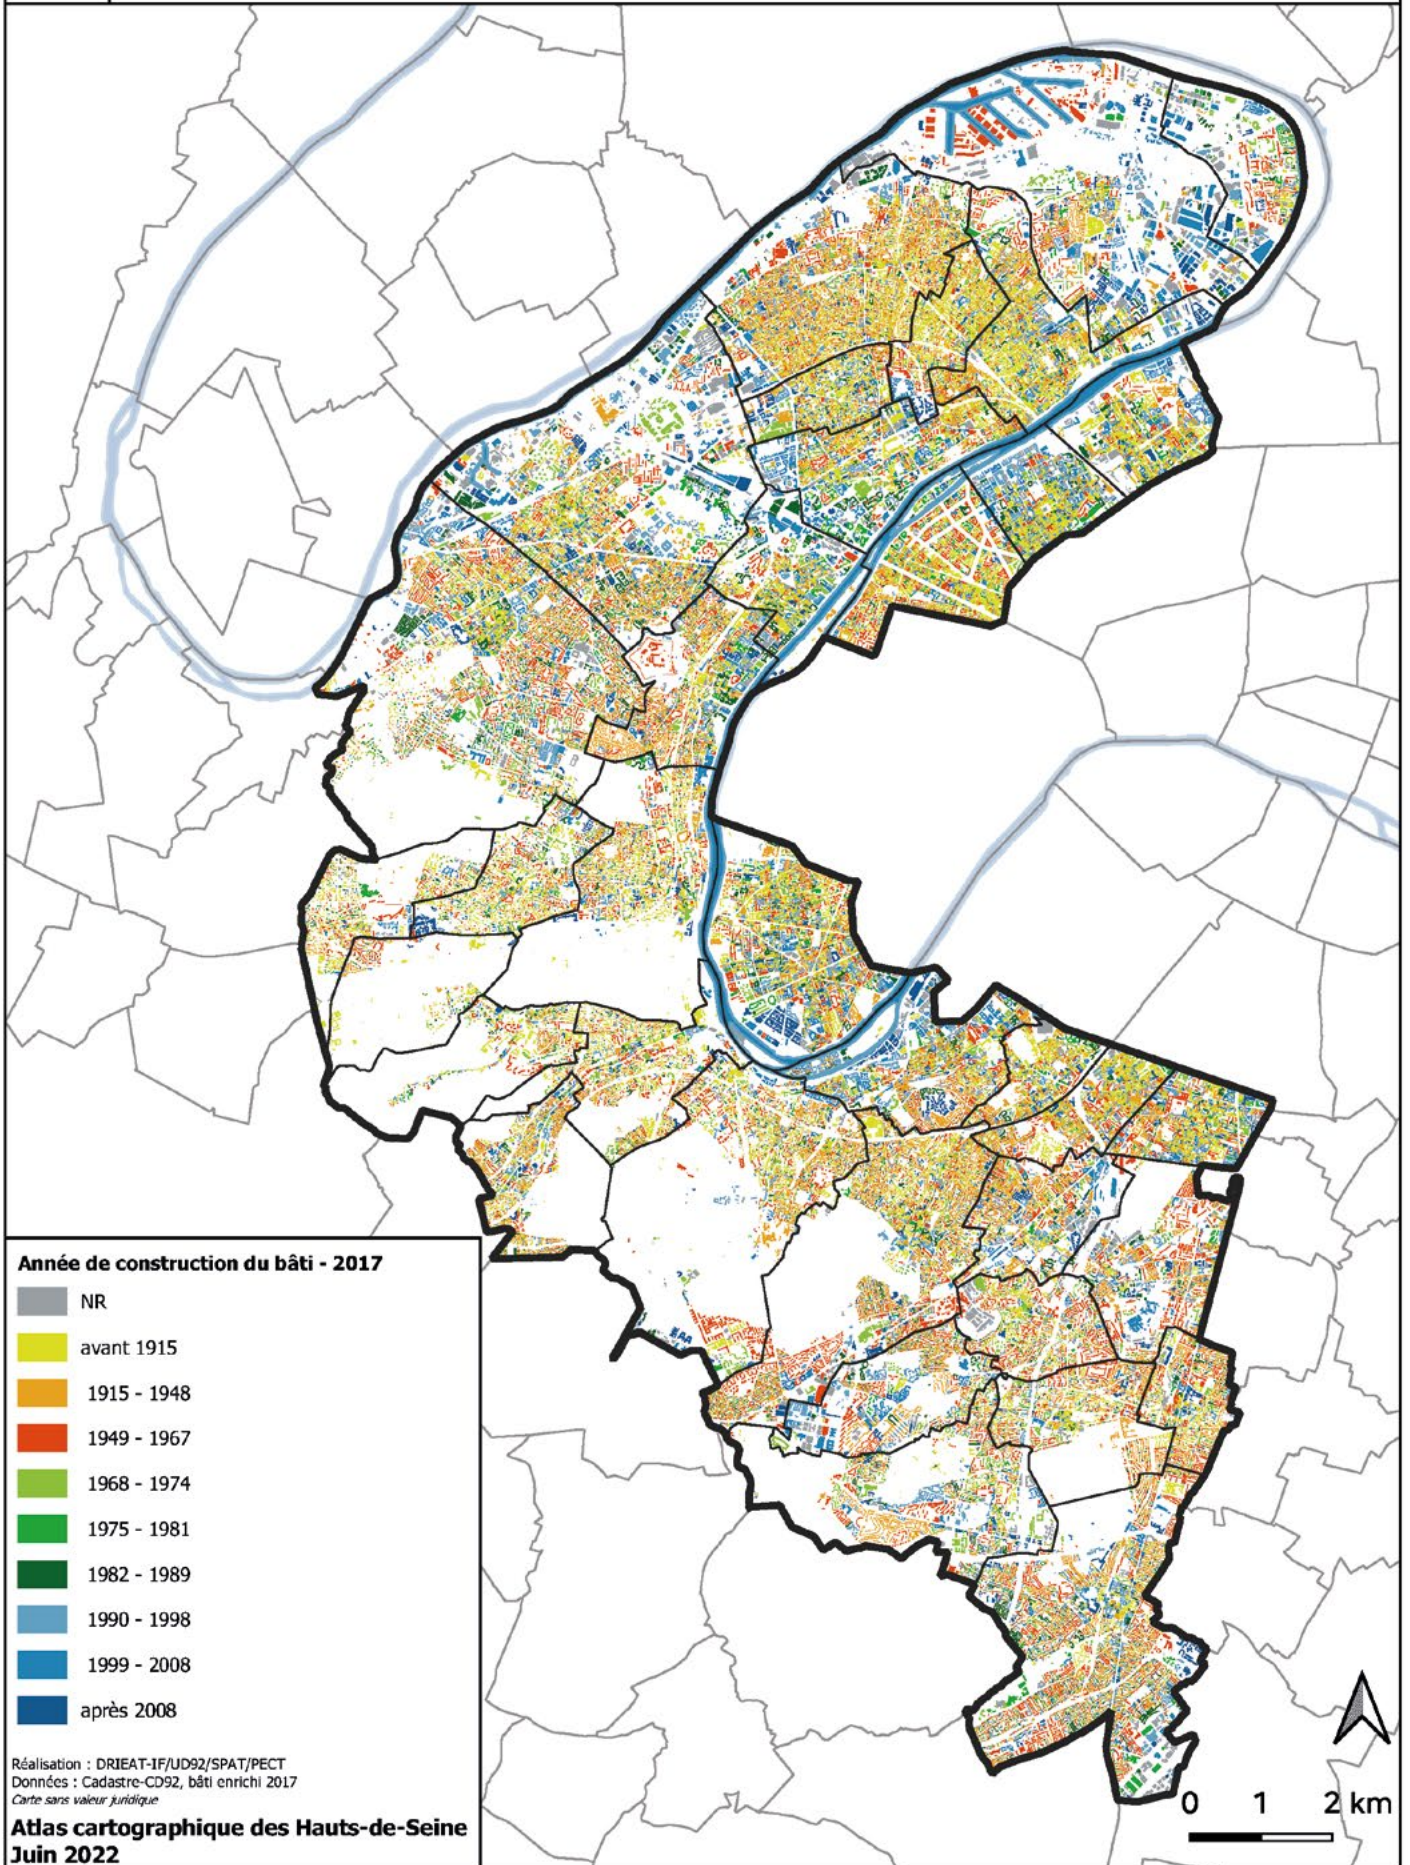 Année de construction du bâti - 2017
NR
avant 1915
1915 - 1948
1949 - 1967
1968 - 1974
1975 - 1981
1982 - 1989
1990 - 1998
1999 - 2008
après 2008
Réalisation : DRIEAT-IF/UD92/SPAT/PECT
Données : Cadastre-CD92, bâti enrichi 2017
Carte sans valeur juridique
Atlas cartographique des Hauts-de-Seine
Juin 2022
0 1 2 km